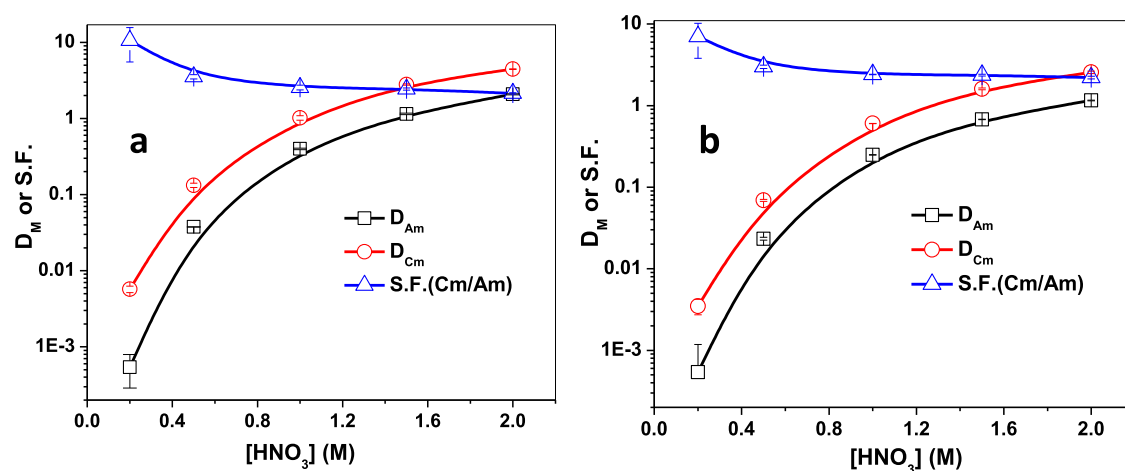 10
1
0.1
0.01
1E-3
D_M or S.F.
a
D_Am
D_Cm
S.F.(Cm/Am)
0.0 0.4 0.8 1.2 1.6 2.0
[HNO_3] (M)
10
1
0.1
0.01
1E-3
D_M or S.F.
b
D_Am
D_Cm
S.F.(Cm/Am)
0.0 0.4 0.8 1.2 1.6 2.0
[HNO_3] (M)